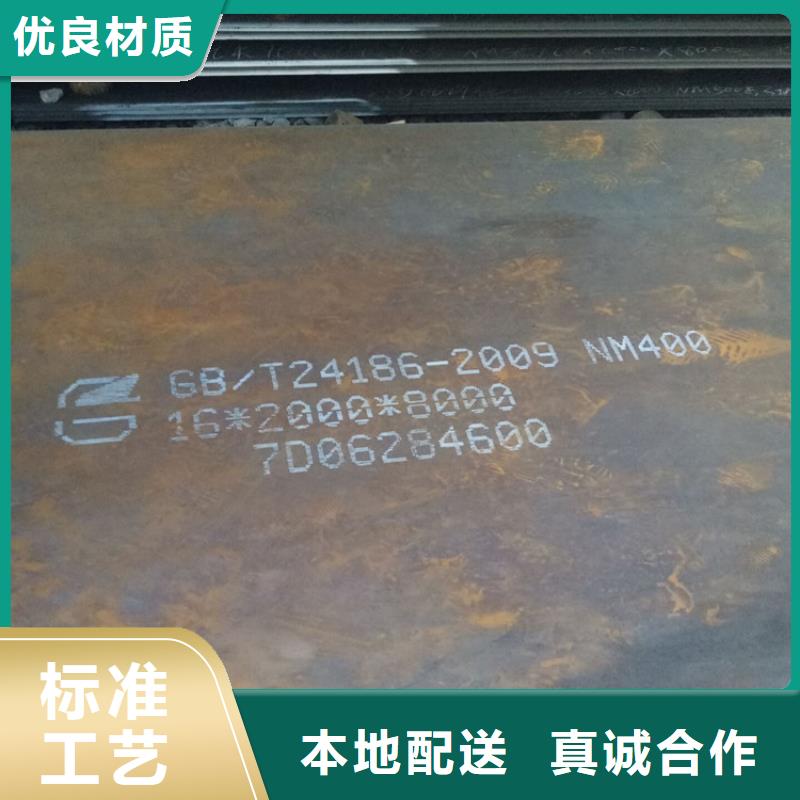 优良材质
GB/T24186-2009 NM400
16*2000*8000
7D06284600
标准
工艺
本地配送 真诚合作